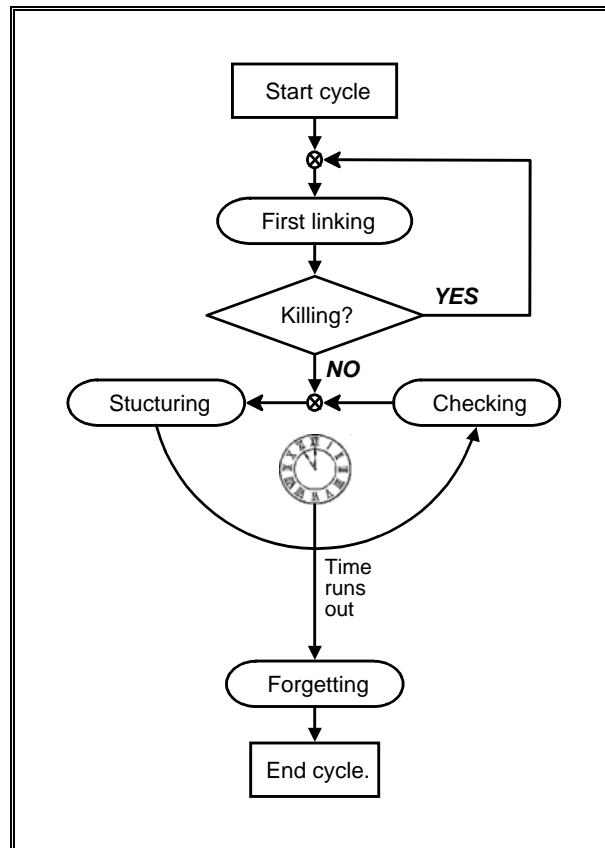 Start cycle
First linking
Killing?
YES
NO
Stucturing
Checking
Time
runs
out
Forgetting
End cycle.